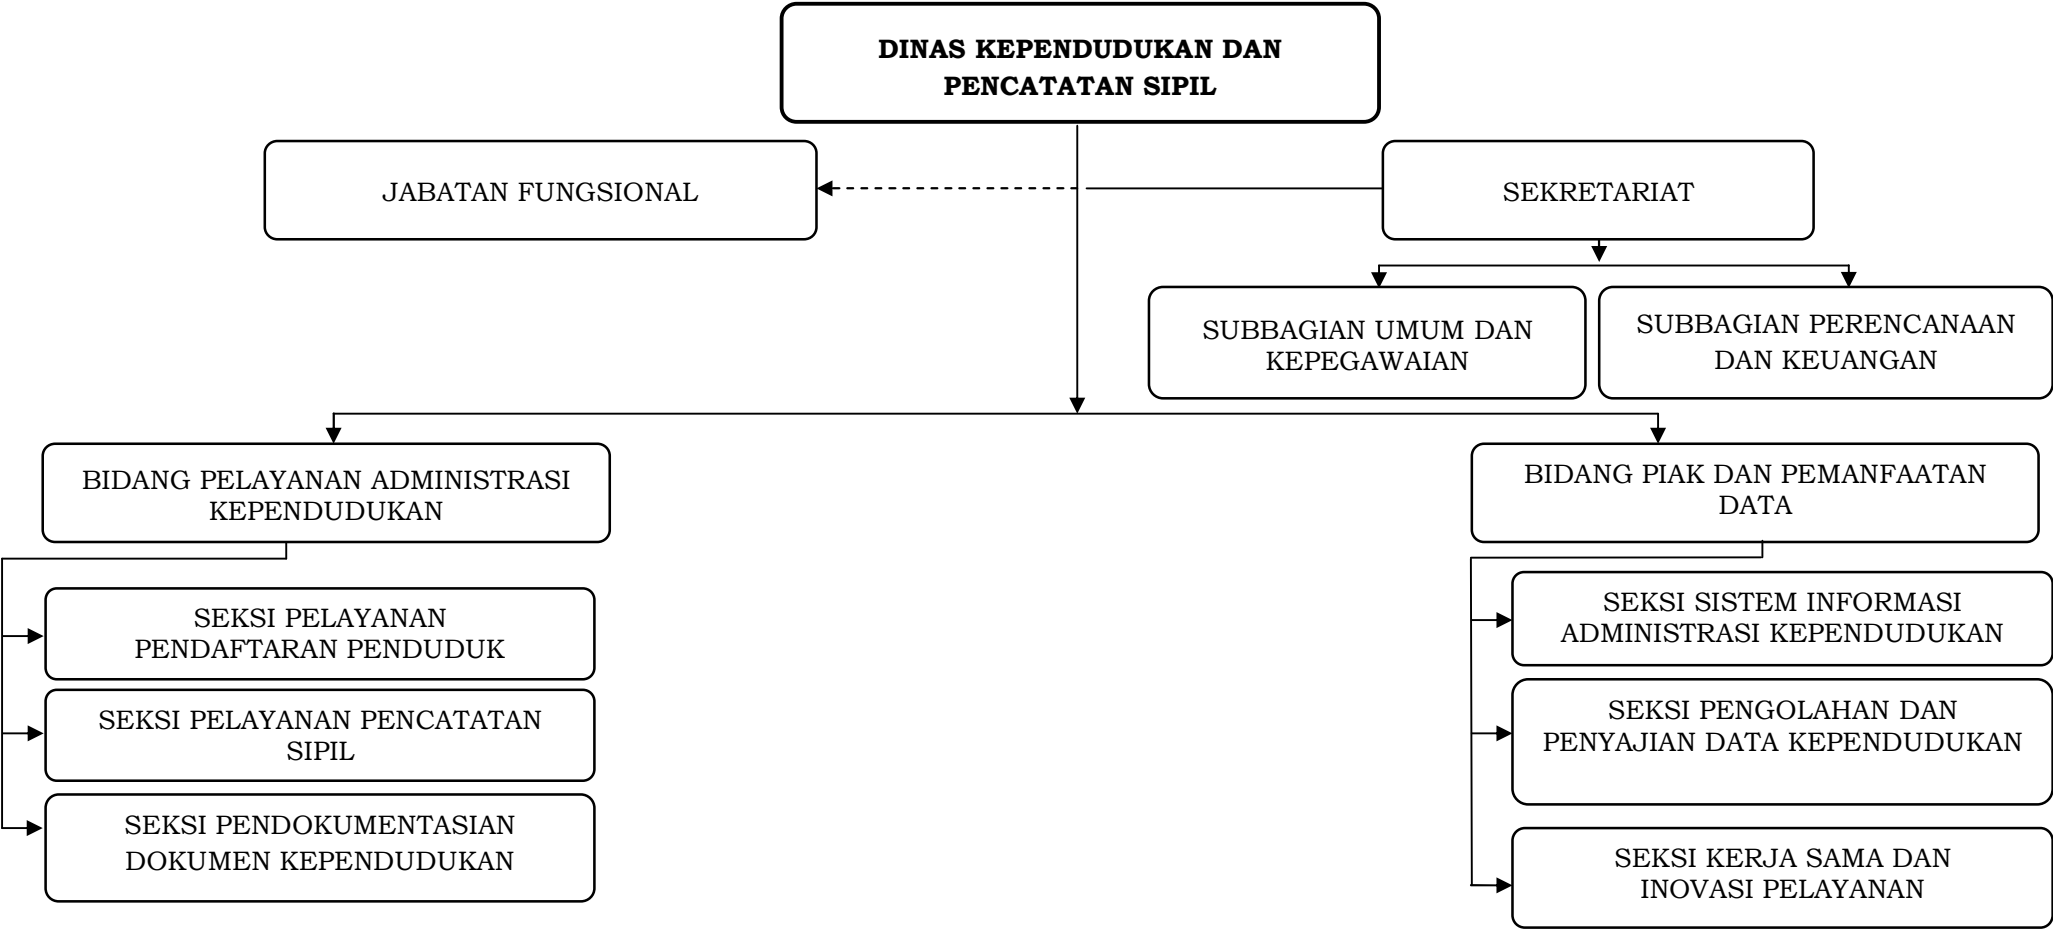 DINAS KEPENDUDUKAN DAN
PENCATATAN SIPIL
JABATAN FUNGSIONAL
SEKRETARIAT
SUBBAGIAN UMUM DAN
KEPEGAWAIAN
SUBBAGIAN PERENCANAAN
DAN KEUANGAN
BIDANG PELAYANAN ADMINISTRASI
KEPENDUDUKAN
BIDANG PIAK DAN PEMANFAATAN
DATA
SEKSI PELAYANAN
PENDAFTARAN PENDUDUK
SEKSI PELAYANAN PENCATATAN
SIPIL
SEKSI PENDOKUMENTASIAN
DOKUMEN KEPENDUDUKAN
SEKSI SISTEM INFORMASI
ADMINISTRASI KEPENDUDUKAN
SEKSI PENGOLAHAN DAN
PENYAJIAN DATA KEPENDUDUKAN
SEKSI KERJA SAMA DAN
INOVASI PELAYANAN